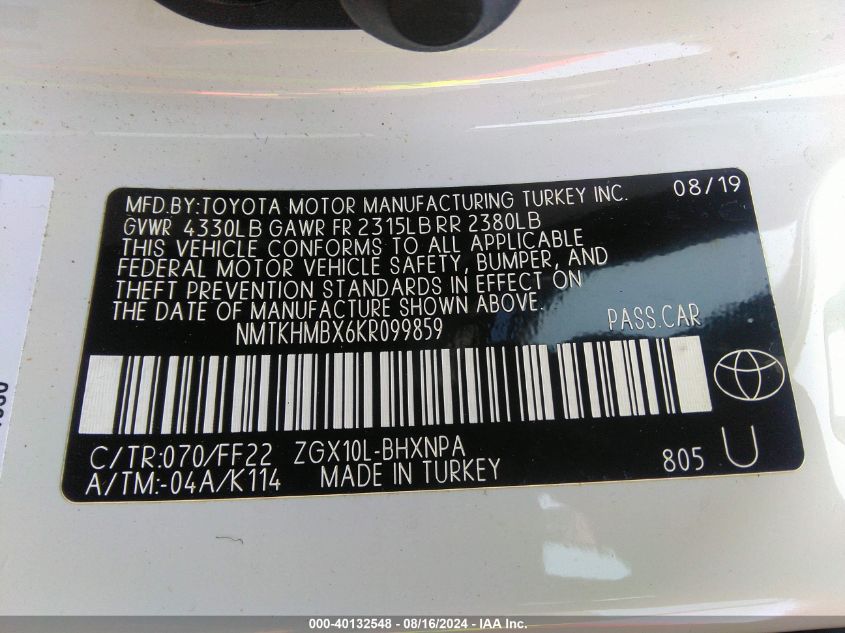 MFD.BY:TOYOTA MOTOR MANUFACTURING TURKEY INC. 08/19
GVWR 4330LB GAWR FR 2315LB RR 2380LB
THIS VEHICLE CONFORMS TO ALL APPLICABLE
FEDERAL MOTOR VEHICLE SAFETY, BUMPER, AND
THEFT PREVENTION STANDARDS IN EFFECT ON
THE DATE OF MANUFACTURE SHOWN ABOVE.
NMTKHMBX6KR099859 PASS.CAR
C/TR:070/FF22 ZGX10L-BHXNPA
A/TM:-04A/K114 MADE IN TURKEY 805 U
000-40132548 - 08/16/2024 - IAA Inc.